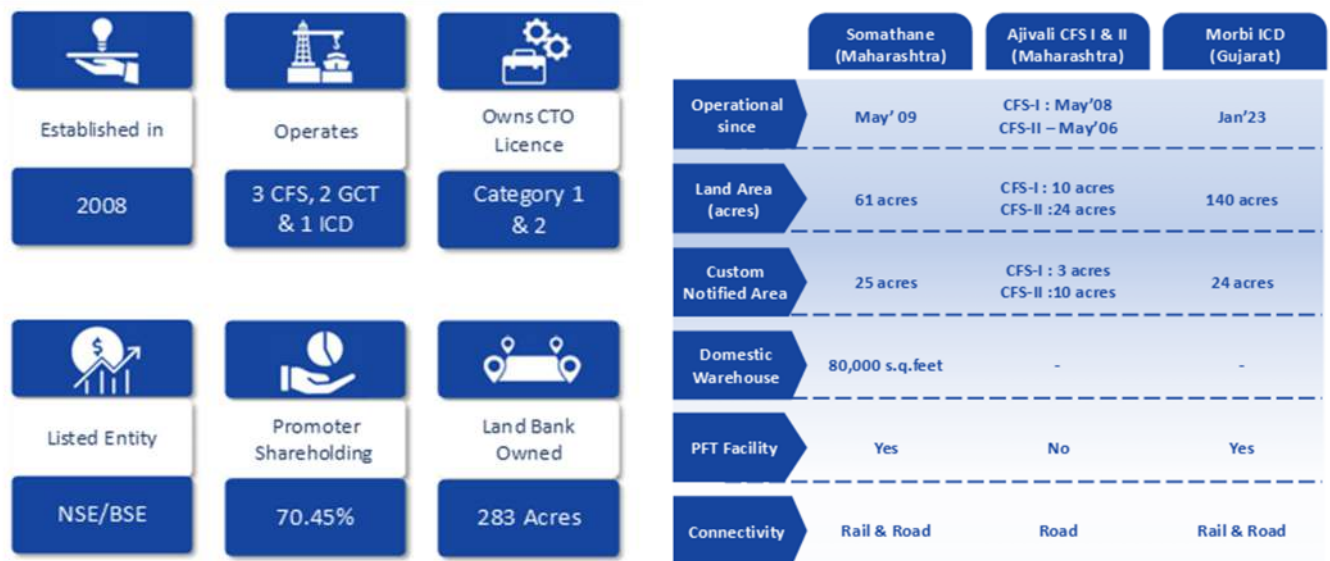 Established in
2008
Operates
3 CFS, 2 GCT
& 1 ICD
Owns CTO
Licence
Category 1
& 2
Listed Entity
NSE/BSE
Promoter
Shareholding
70.45%
Land Bank
Owned
283 Acres
Somathane
(Maharashtra)
Ajivali CFS I & II
(Maharashtra)
Morbi ICD
(Gujarat)
Operational
since
May' 09
CFS-I : May'08
CFS-II – May'06
Jan'23
Land Area
(acres)
61 acres
CFS-I : 10 acres
CFS-II :24 acres
140 acres
Custom
Notified Area
25 acres
CFS-I : 3 acres
CFS-II :10 acres
24 acres
Domestic
Warehouse
80,000 s.q.feet
-
-
PFT Facility
Yes
No
Yes
Connectivity
Rail & Road
Road
Rail & Road